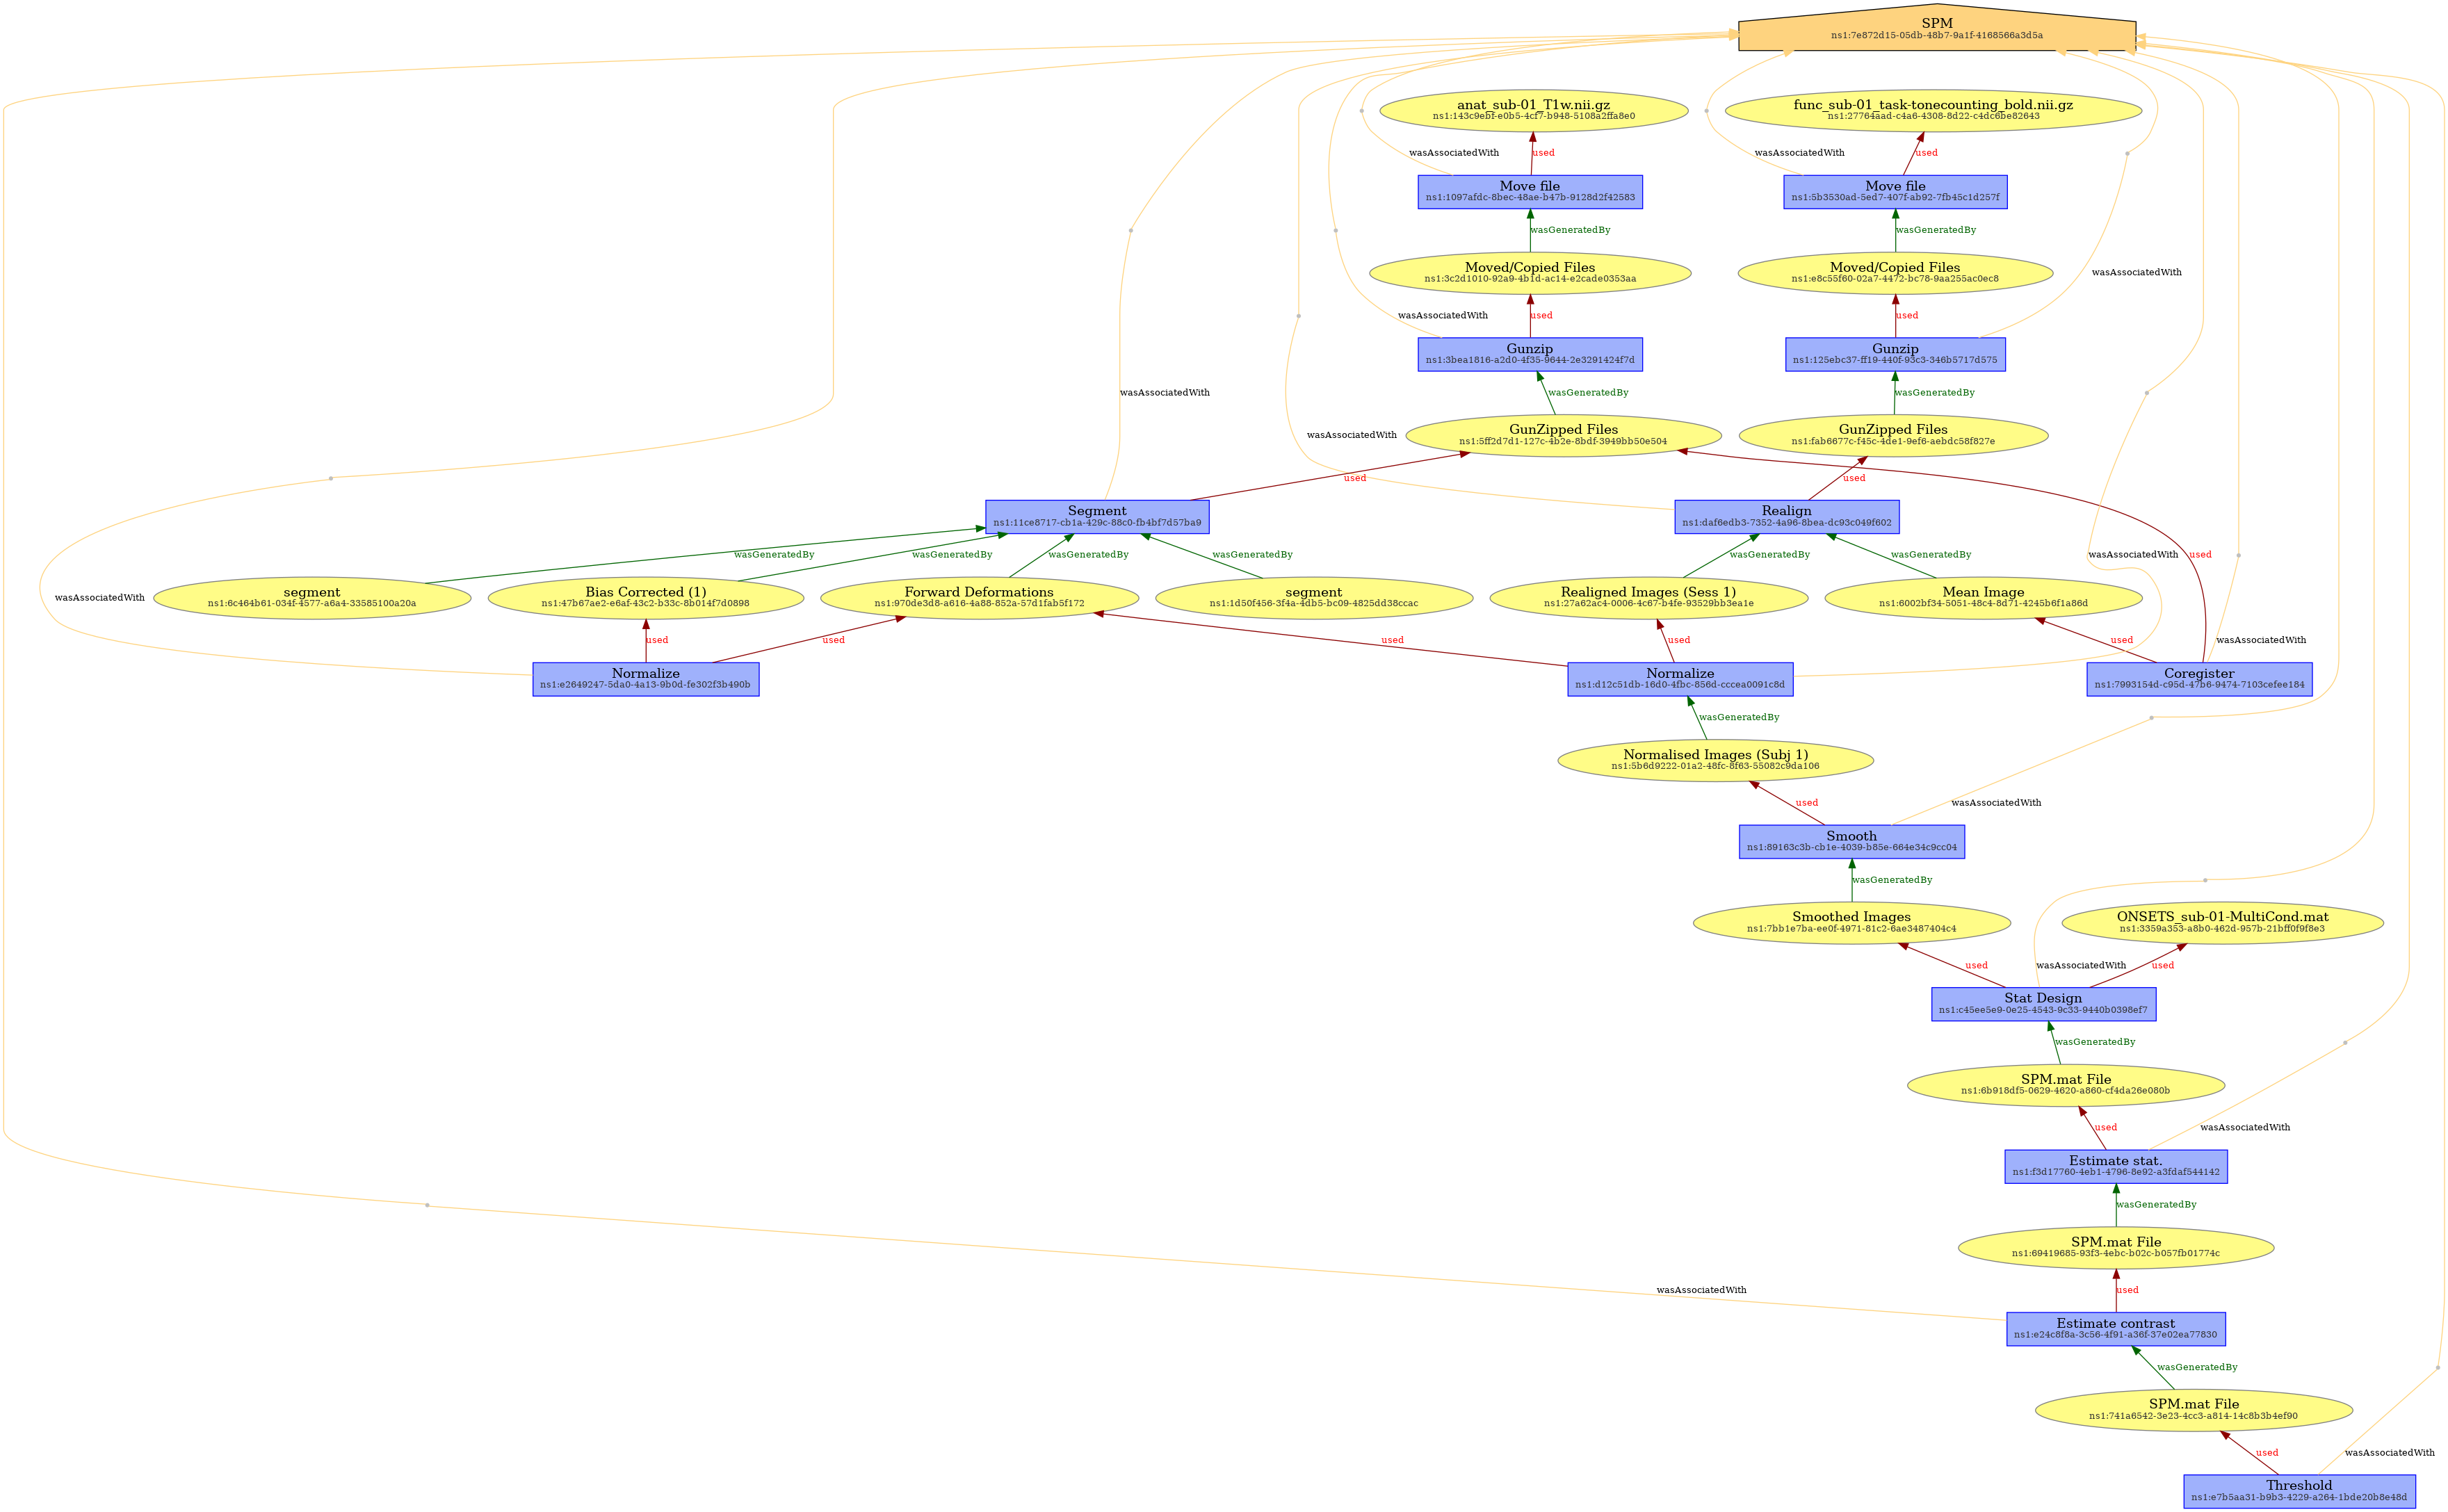 SPM
ns1:7e872d15-05db-48b7-9a1f-4168566a3d5a
anat_sub-01_T1w.nii.gz
ns1:143c9ebf-e0b5-4cf7-b948-5108a2ffa8e0
func_sub-01_task-tonecounting_bold.nii.gz
ns1:27764aad-c4a6-4308-8d22-c4dc6be82643
wasAssociatedWith
used
wasAssociatedWith
used
Move file
ns1:1097afdc-8bec-48ae-b47b-9128d2f42583
Move file
ns1:5b3530ad-5ed7-407f-ab92-7fb45c1d257f
wasGeneratedBy
wasGeneratedBy
Moved/Copied Files
ns1:3c2d1010-92a9-4b1d-ac14-e2cade0353aa
Moved/Copied Files
ns1:e8c55f60-02a7-4472-bc78-9aa255ac0ec8
wasAssociatedWith
wasAssociatedWith
used
used
Gunzip
ns1:3bea1816-a2d0-4f35-9644-2e3291424f7d
Gunzip
ns1:125ebc37-ff19-440f-93c3-346b5717d575
wasAssociatedWith
wasGeneratedBy
wasGeneratedBy
wasAssociatedWith
GunZipped Files
ns1:5ff2d7d1-127c-4b2e-8bdf-3949bb50e504
GunZipped Files
ns1:fab6677c-f45c-4de1-9ef6-aebdc58f827e
used
used
Segment
ns1:11ce8717-cb1a-429c-88c0-fb4bf7d57ba9
Realign
ns1:daf6edb3-7352-4a96-8bea-dc93c049f602
wasGeneratedBy
wasGeneratedBy
wasGeneratedBy
wasGeneratedBy
wasGeneratedBy
wasGeneratedBy
wasAssociatedWith
used
wasAssociatedWith
segment
ns1:6c464b61-034f-4577-a6a4-33585100a20a
Bias Corrected (1)
ns1:47b67ae2-e6af-43c2-b33c-8b014f7d0898
Forward Deformations
ns1:970de3d8-a616-4a88-852a-57d1fab5f172
segment
ns1:1d50f456-3f4a-4db5-bc09-4825dd38ccac
Realigned Images (Sess 1)
ns1:27a62ac4-0006-4c67-b4fe-93529bb3ea1e
Mean Image
ns1:6002bf34-5051-48c4-8d71-4245b6f1a86d
used
used
used
used
used
wasAssociatedWith
Normalize
ns1:e2649247-5da0-4a13-9b0d-fe302f3b490b
Normalize
ns1:d12c51db-16d0-4fbc-856d-cccea0091c8d
Coregister
ns1:7993154d-c95d-47b6-9474-7103cefee184
wasGeneratedBy
Normalised Images (Subj 1)
ns1:5b6d9222-01a2-48fc-8f63-55082c9da106
used
wasAssociatedWith
Smooth
ns1:89163c3b-cb1e-4039-b85e-664e34c9cc04
wasGeneratedBy
Smoothed Images
ns1:7bb1e7ba-ee0f-4971-81c2-6ae3487404c4
ONSETS_sub-01-MultiCond.mat
ns1:3359a353-a8b0-462d-957b-21bff0f9f8e3
used
wasAssociatedWith
used
Stat Design
ns1:c45ee5e9-0e25-4543-9c33-9440b0398ef7
wasGeneratedBy
SPM.mat File
ns1:6b918df5-0629-4620-a860-cf4da26e080b
used
wasAssociatedWith
Estimate stat.
ns1:f3d17760-4eb1-4796-8e92-a3fdaf544142
wasGeneratedBy
SPM.mat File
ns1:69419685-93f3-4ebc-b02c-b057fb01774c
wasAssociatedWith
used
Estimate contrast
ns1:e24c8f8a-3c56-4f91-a36f-37e02ea77830
wasGeneratedBy
SPM.mat File
ns1:741a6542-3e23-4cc3-a814-14c8b3b4ef90
used
wasAssociatedWith
Threshold
ns1:e7b5aa31-b9b3-4229-a264-1bde20b8e48d